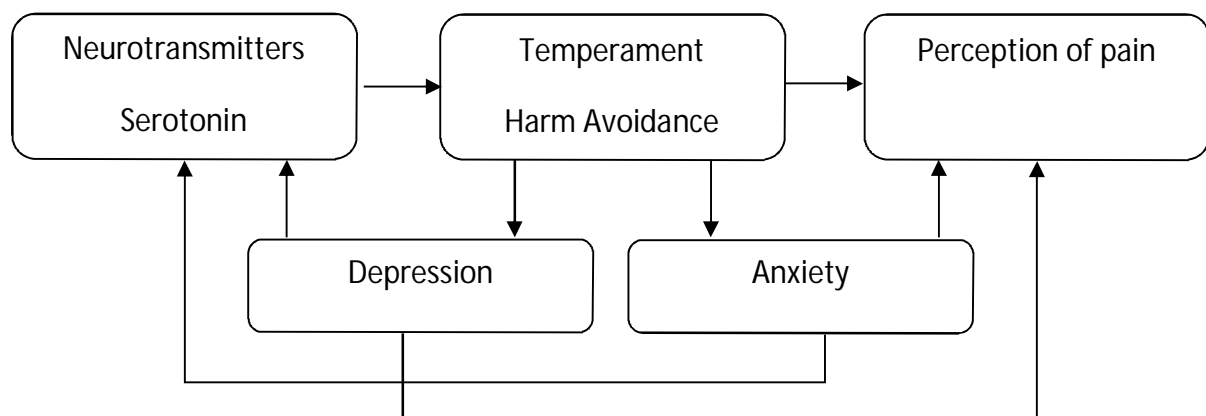 Neurotransmitters
Serotonin
Temperament
Harm Avoidance
Perception of pain
Depression
Anxiety